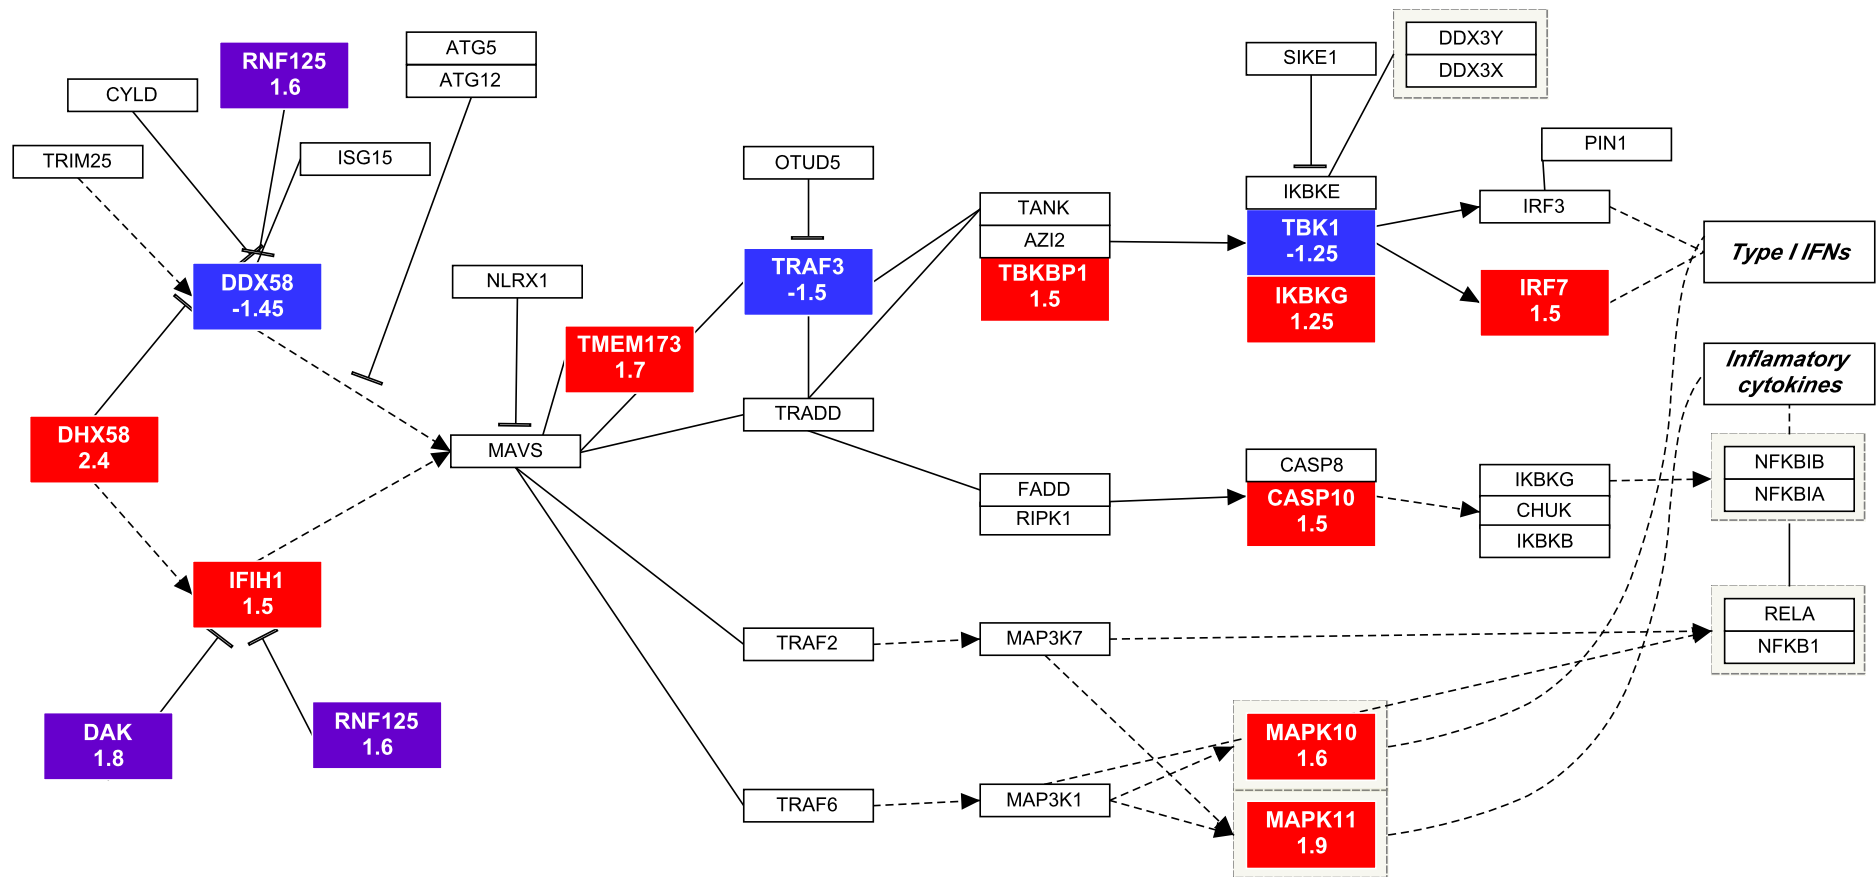 RNF125
1.6
ATG5
ATG12
CYLD
TRIM25
ISG15
DDX58
-1.45
DHX58
2.4
IFIH1
1.5
DAK
1.8
RNF125
1.6
NLRX1
MAVS
TMEM173
1.7
OTUD5
TRAF3
-1.5
TRADD
TRAF2
TRAF6
TANK
AZI2
TBKBP1
1.5
FADD
RIPK1
MAP3K7
MAP3K1
SIKE1
DDX3Y
DDX3X
IKBKE
TBK1
-1.25
IKBKG
1.25
CASP8
CASP10
1.5
MAPK10
1.6
MAPK11
1.9
PIN1
IRF3
IRF7
1.5
IKBKG
CHUK
IKBKB
Type I IFNs
Inflamatory
cytokines
NFKBIB
NFKBIA
RELA
NFKB1